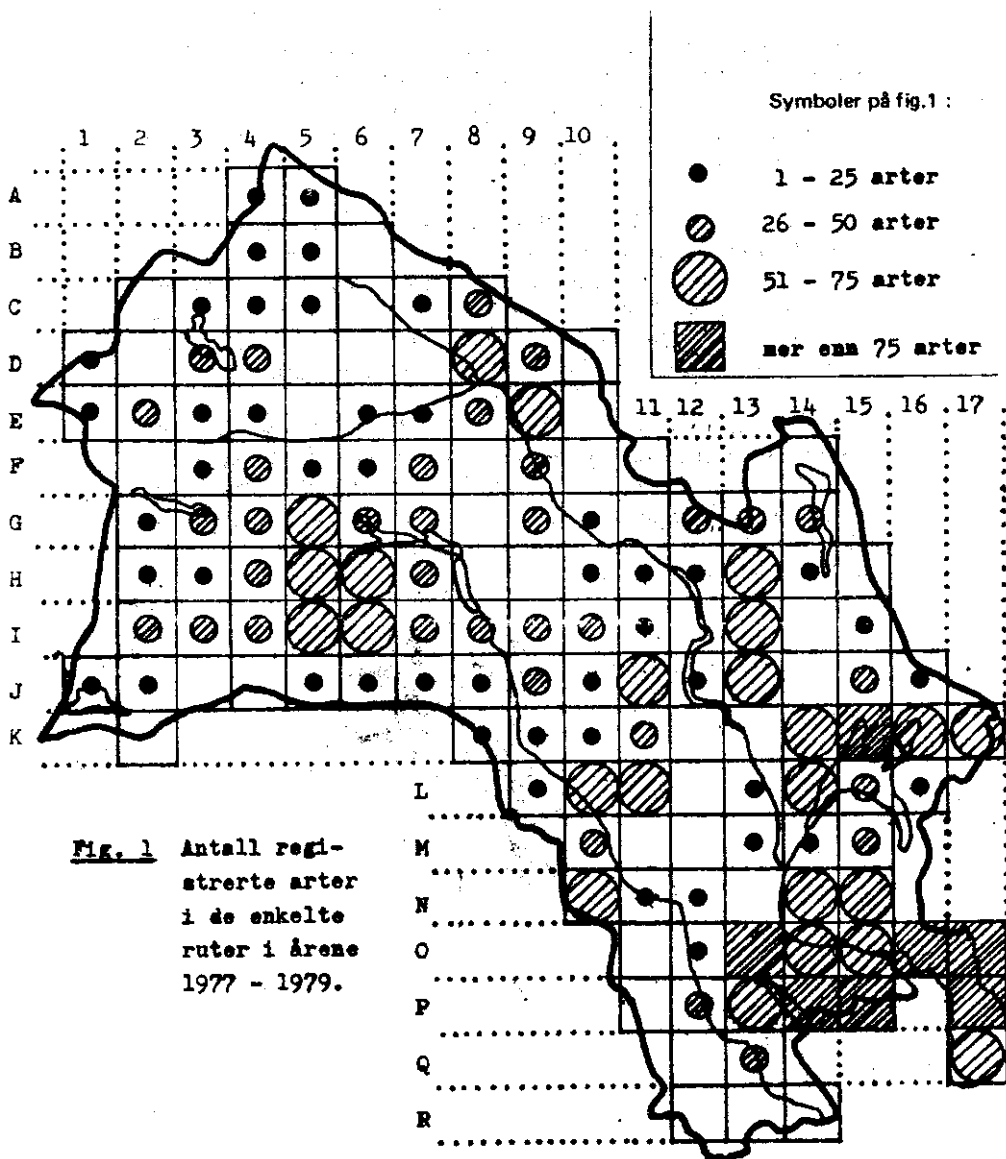 Symboler på fig.1 :
1 - 25 arter
26 - 50 arter
51 - 75 arter
mer enn 75 arter
1 2 3 4 5 6 7 8 9 10
11 12 13 14 15 16 17
A
B
C
D
E
F
G
H
I
J
K
L
M
N
O
P
Q
R
Fig. 1 Antall regi-
strerte arter
i de enkelte
ruter i årene
1977 - 1979.